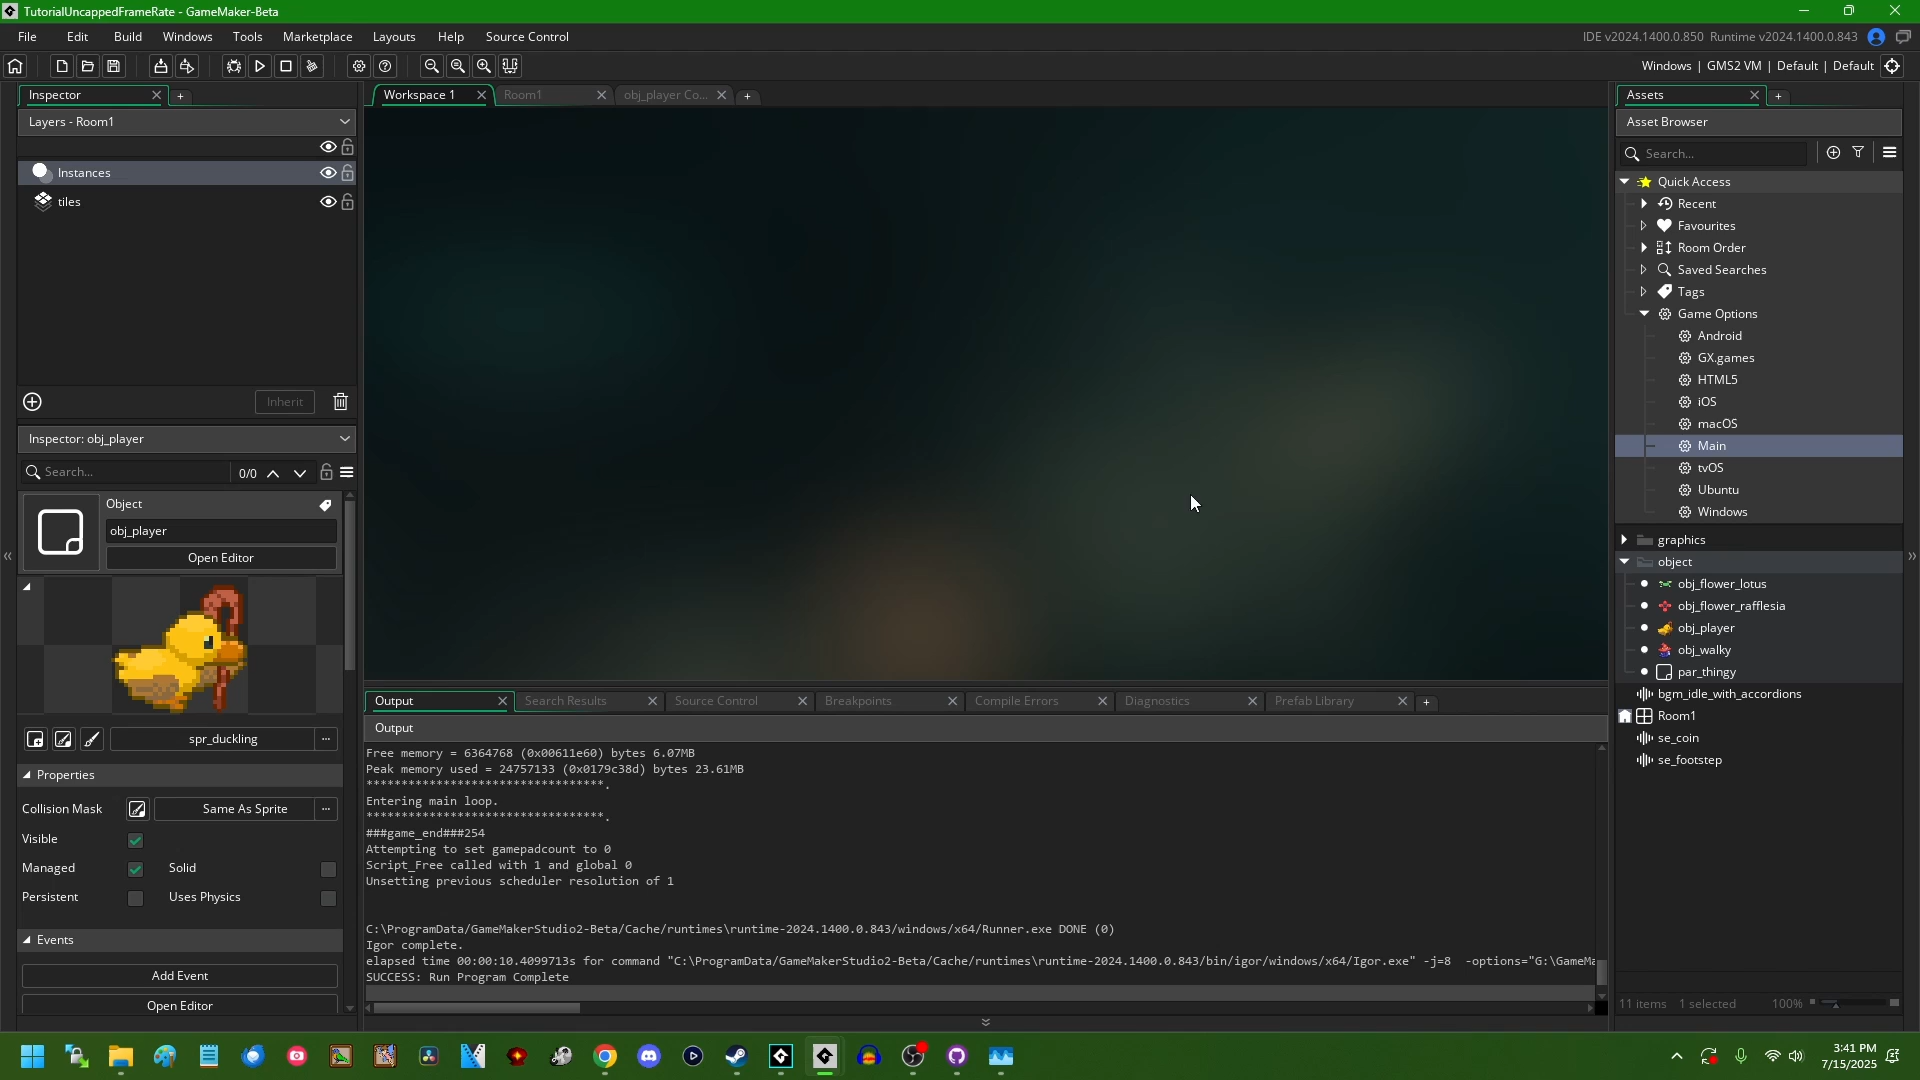 TutorialUncappedFrameRate - GameMaker-Beta
File Edit Build Windows Tools Marketplace Layouts Help Source Control
IDE v2024.1400.0.850 Runtime v2024.1400.0.843
Windows | GMS2 VM | Default | Default
Inspector
Layers - Room1
Instances
tiles
Inherit
Inspector: obj_player
Search...
0/0
Object
obj_player
Open Editor
spr_duckling
Properties
Collision Mask
Same As Sprite
Visible
Managed
Solid
Persistent
Uses Physics
Events
Add Event
Open Editor
Workspace 1
Room1
obj_player Co...
Output
Search Results
Source Control
Breakpoints
Compile Errors
Diagnostics
Prefab Library
Output
Free memory = 6364768 (0x00611e60) bytes 6.07MB
Peak memory used = 24757133 (0x0179c38d) bytes 23.61MB
**********************************.
Entering main loop.
**********************************.
###game_end###254
Attempting to set gamepadcount to 0
Script_Free called with 1 and global 0
Unsetting previous scheduler resolution of 1
C:\ProgramData/GameMakerStudio2-Beta/Cache/runtimes\runtime-2024.1400.0.843/windows/x64/Runner.exe DONE (0)
Igor complete.
elapsed time 00:00:10.4099713s for command "C:\ProgramData/GameMakerStudio2-Beta/Cache/runtimes\runtime-2024.1400.0.843/bin/igor/windows/x64/Igor.exe" -j=8 -options="G:\GameMa
SUCCESS: Run Program Complete
Assets
Asset Browser
Search...
Quick Access
Recent
Favourites
Room Order
Saved Searches
Tags
Game Options
Android
GX.games
HTML5
iOS
macOS
Main
tvOS
Ubuntu
Windows
graphics
object
obj_flower_lotus
obj_flower_rafflesia
obj_player
obj_walky
par_thingy
bgm_idle_with_accordions
Room1
se_coin
se_footstep
11 items 1 selected 100%
3:41 PM
7/15/2025